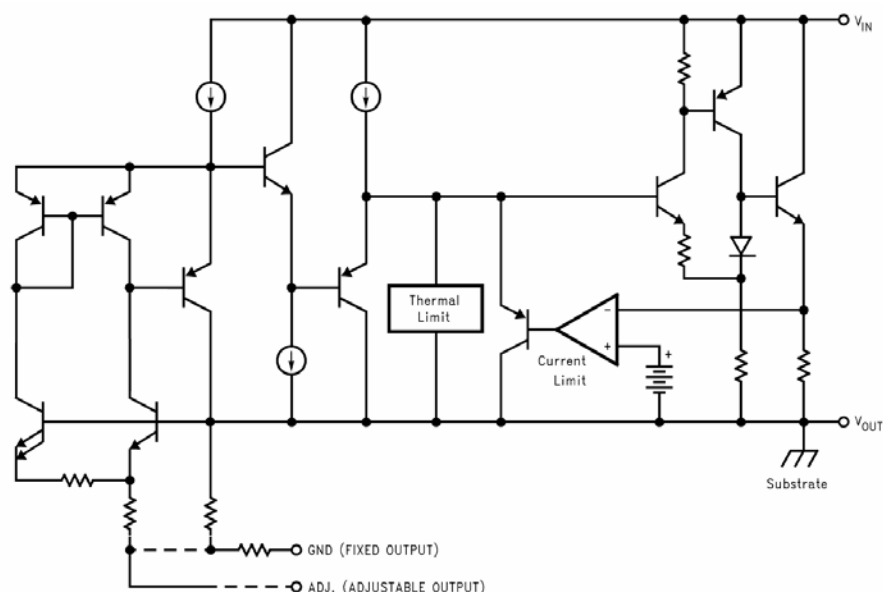 V_IN
Thermal
Limit
−
+
+
Current
Limit
V_OUT
Substrate
GND (FIXED OUTPUT)
ADJ. (ADJUSTABLE OUTPUT)